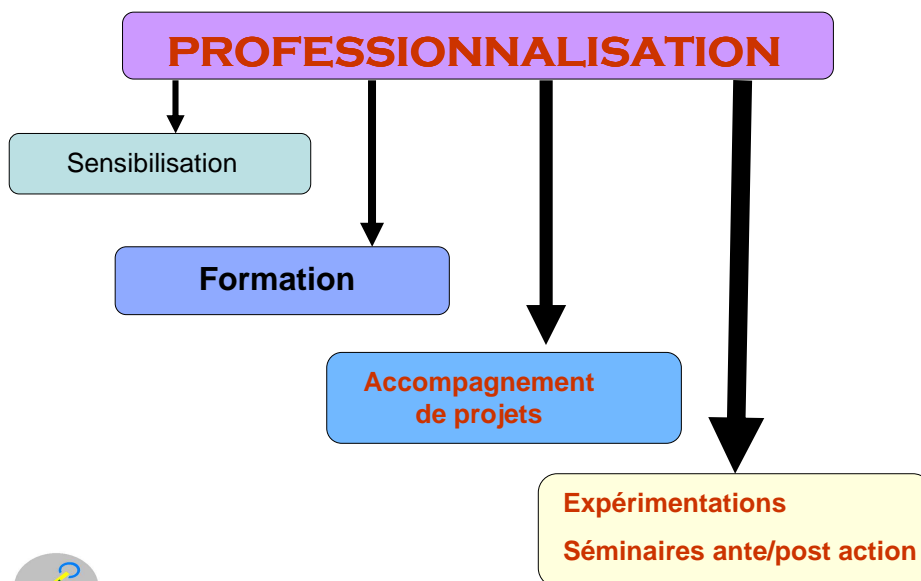 PROFESSIONNALISATION
Sensibilisation
Formation
Accompagnement
de projets
Expérimentations
Séminaires ante/post action